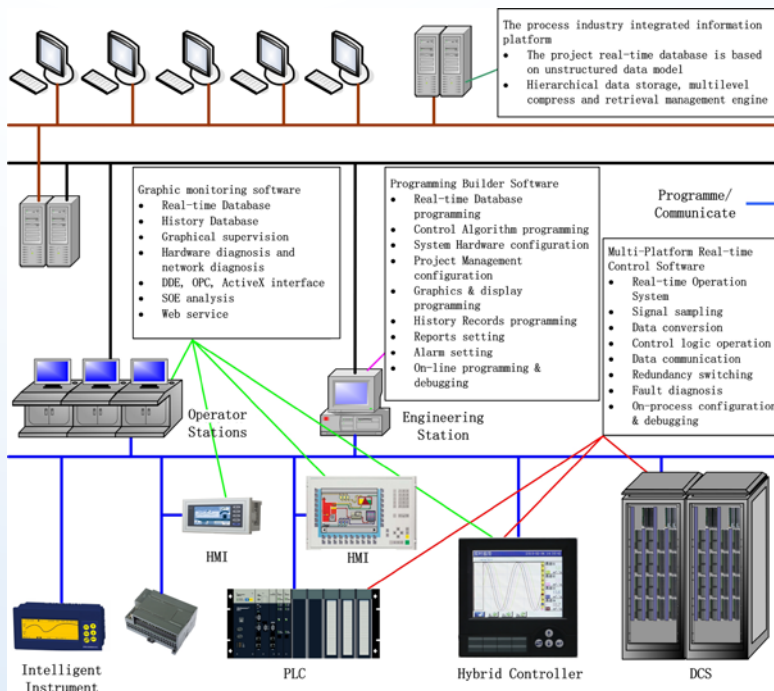 The process industry integrated information
platform
• The project real-time database is based
on unstructured data model
• Hierarchical data storage, multilevel
compress and retrieval management engine
Graphic monitoring software
• Real-time Database
• History Database
• Graphical supervision
• Hardware diagnosis and
network diagnosis
• DDE, OPC, ActiveX interface
• SOE analysis
• Web service
Programming Builder Software
• Real-time Database
programming
• Control Algorithm programming
• System Hardware configuration
• Project Management
configuration
• Graphics & display
programming
• History Records programming
• Reports setting
• Alarm setting
• On-line programming &
debugging
Programme/
Communicate
Multi-Platform Real-time
Control Software
• Real-time Operation
System
• Signal sampling
• Data conversion
• Control logic operation
• Data communication
• Redundancy switching
• Fault diagnosis
• On-process configuration
& debugging
Operator
Stations
Engineering
Station
HMI
HMI
Intelligent
Instrument
PLC
Hybrid Controller
DCS